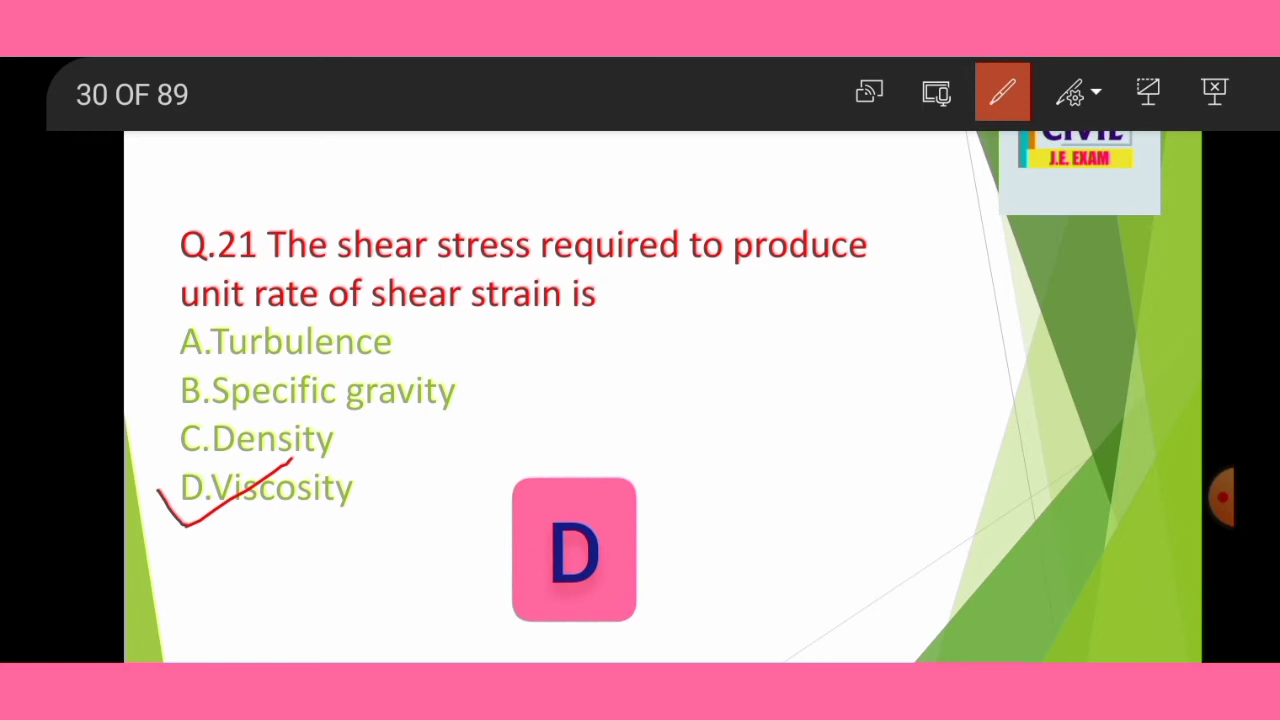 30 OF 89
CIVIL
J.E. EXAM
Q.21 The shear stress required to produce
unit rate of shear strain is
A.Turbulence
B.Specific gravity
C.Density
D.Viscosity
D